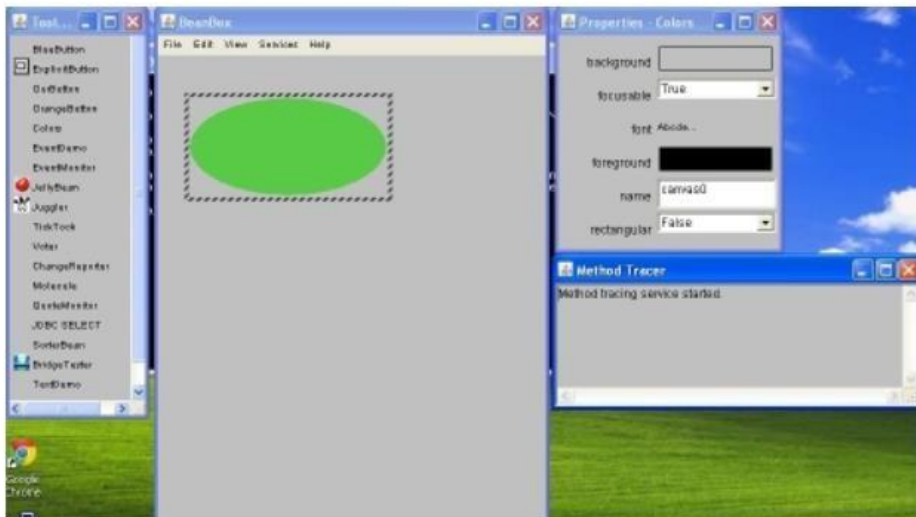 Tool...
BlueButton
ExplicitButton
OurButton
OrangeButton
Colors
EventDemo
EventMonitor
JellyBean
Juggler
TickTock
Voter
ChangeReporter
Molecule
QuoteMonitor
JDBC SELECT
SorterBean
BridgeTester
TextDemo
BeanBox
File Edit View Services Help
Properties - Colors
background
focusable True
font Abcde...
foreground
name canvas0
rectangular False
Method Tracer
Method tracing service started.
Google
Chrome